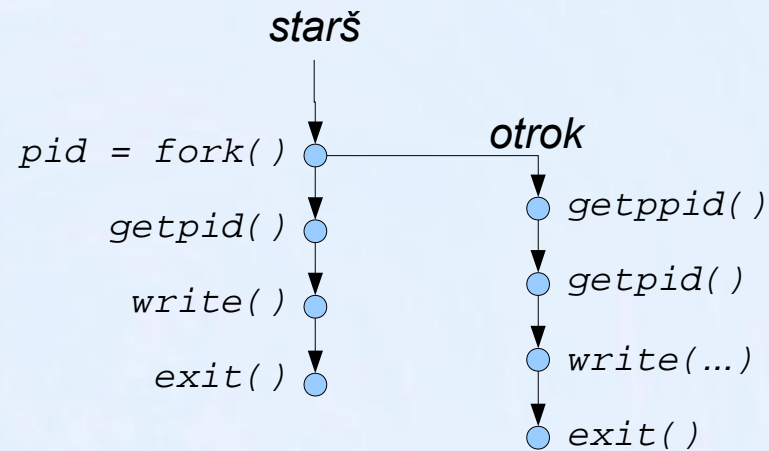 starš
pid = fork()
otrok
getppid()
getpid()
getpid()
write()
write(...)
exit()
exit()